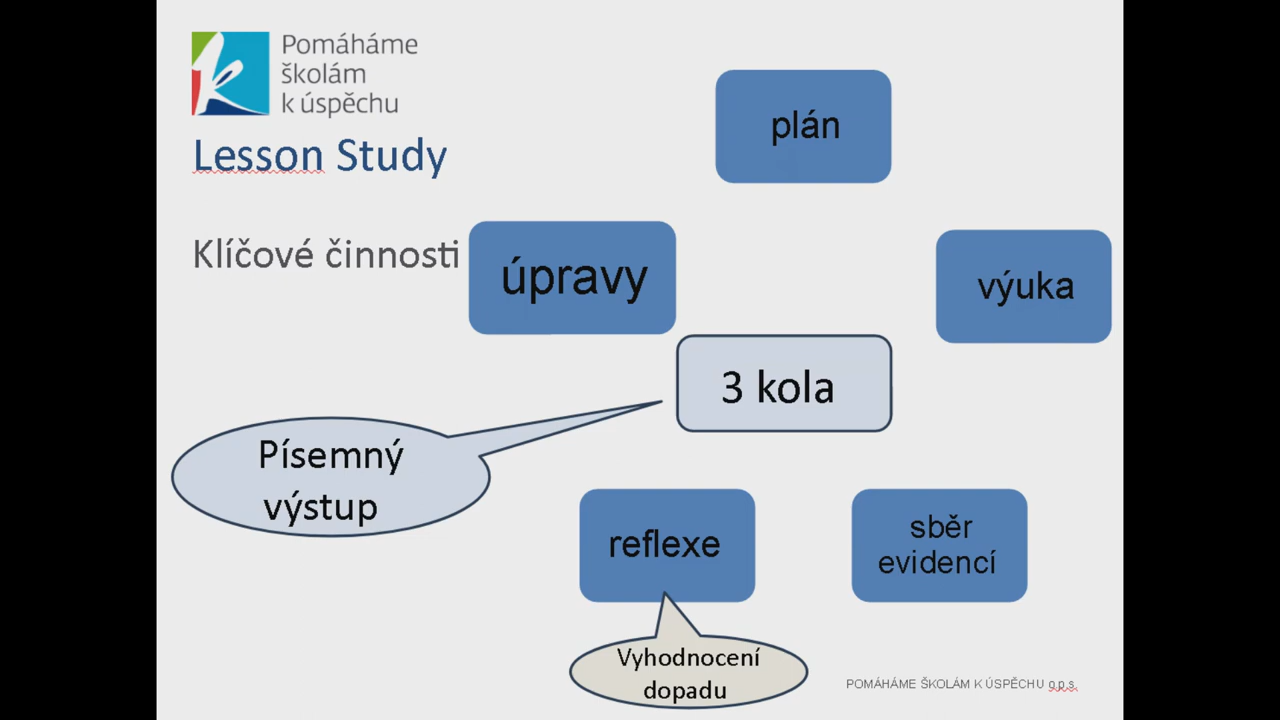 Pomáháme
školám
k úspěchu
Lesson Study
Klíčové činnosti
plán
úpravy
výuka
3 kola
Písemný
výstup
reflexe
sběr
evidencí
Vyhodnocení
dopadu
POMÁHÁME ŠKOLÁM K ÚSPĚCHU o.p.s.